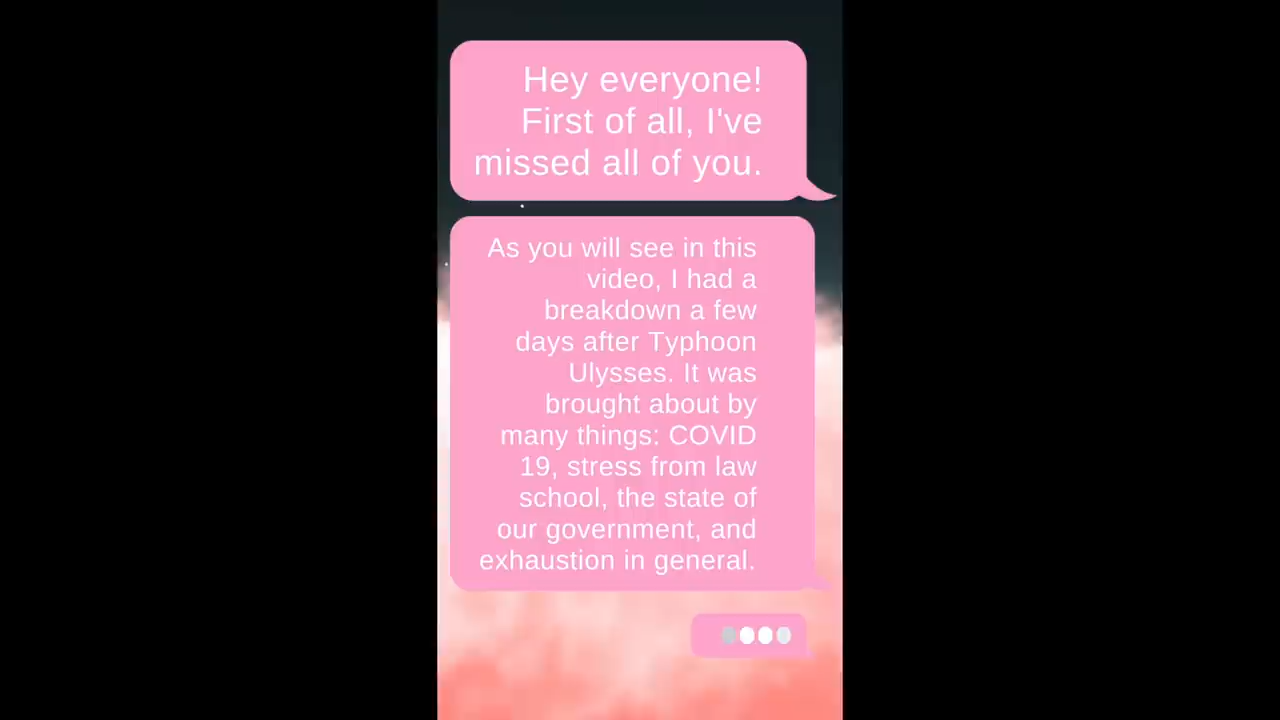 Hey everyone!
First of all, I've
missed all of you.
As you will see in this
video, I had a
breakdown a few
days after Typhoon
Ulysses. It was
brought about by
many things: COVID
19, stress from law
school, the state of
our government, and
exhaustion in general.